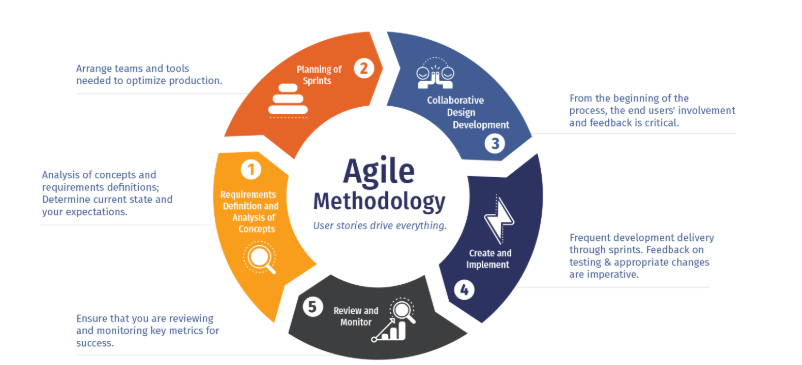 Agile
Methodology
User stories drive everything.
1
Requirements
Definition and
Analysis of
Concepts
Analysis of concepts and
requirements definitions;
Determine current state and
your expectations.
2
Planning of
Sprints
Arrange teams and tools
needed to optimize production.
Collaborative
Design
Development
3
From the beginning of the
process, the end users' involvement
and feedback is critical.
Create and
Implement
4
Frequent development delivery
through sprints. Feedback on
testing & appropriate changes
are imperative.
5
Review and
Monitor
Ensure that you are reviewing
and monitoring key metrics for
success.